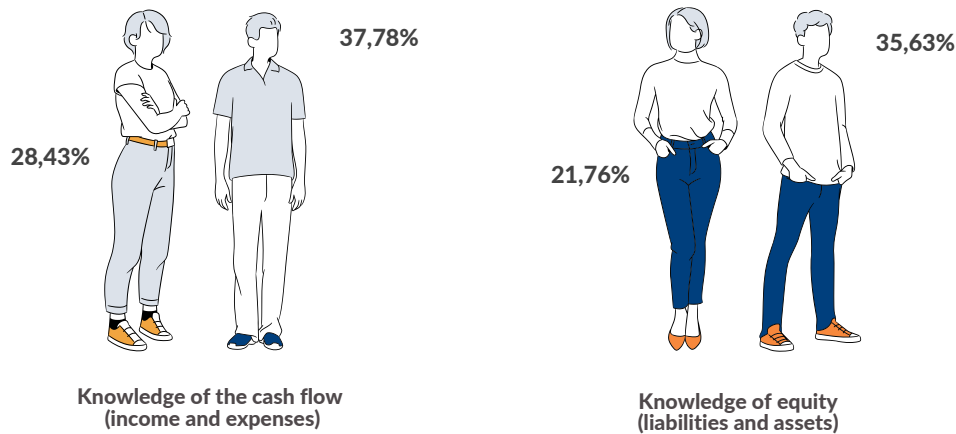 37,78%
28,43%
Knowledge of the cash flow
(income and expenses)
35,63%
21,76%
Knowledge of equity
(liabilities and assets)